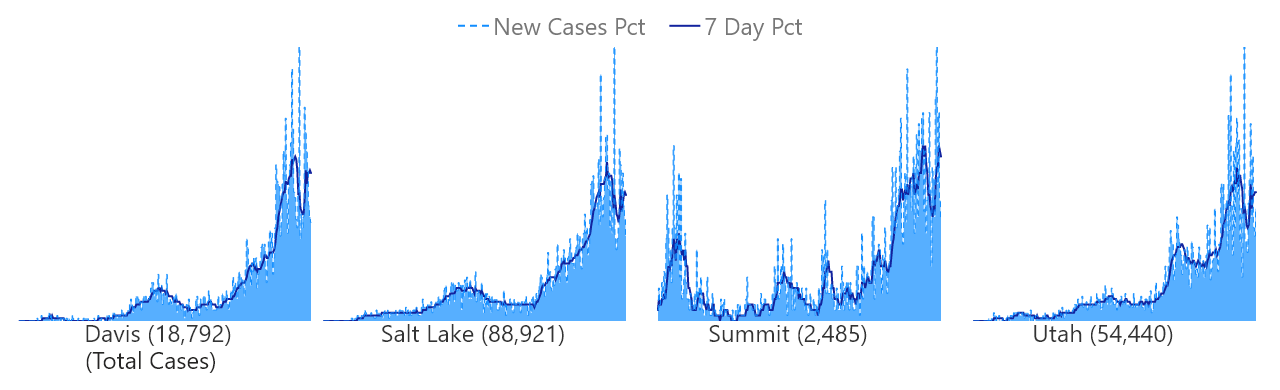 New Cases Pct 7 Day Pct
Davis (18,792) Salt Lake (88,921) Summit (2,485) Utah (54,440)
(Total Cases)